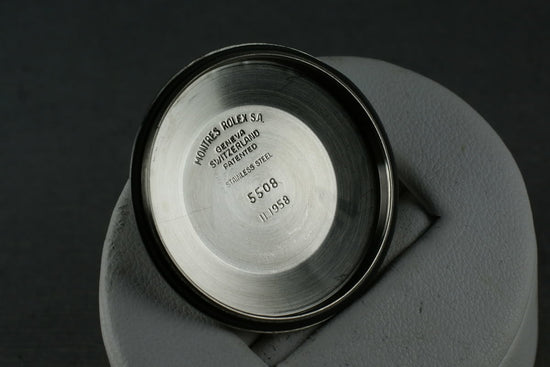 MONTRES ROLEX S.A.
GENEVA
SWITZERLAND
PATENTED
STAINLESS STEEL
5508
II 1958